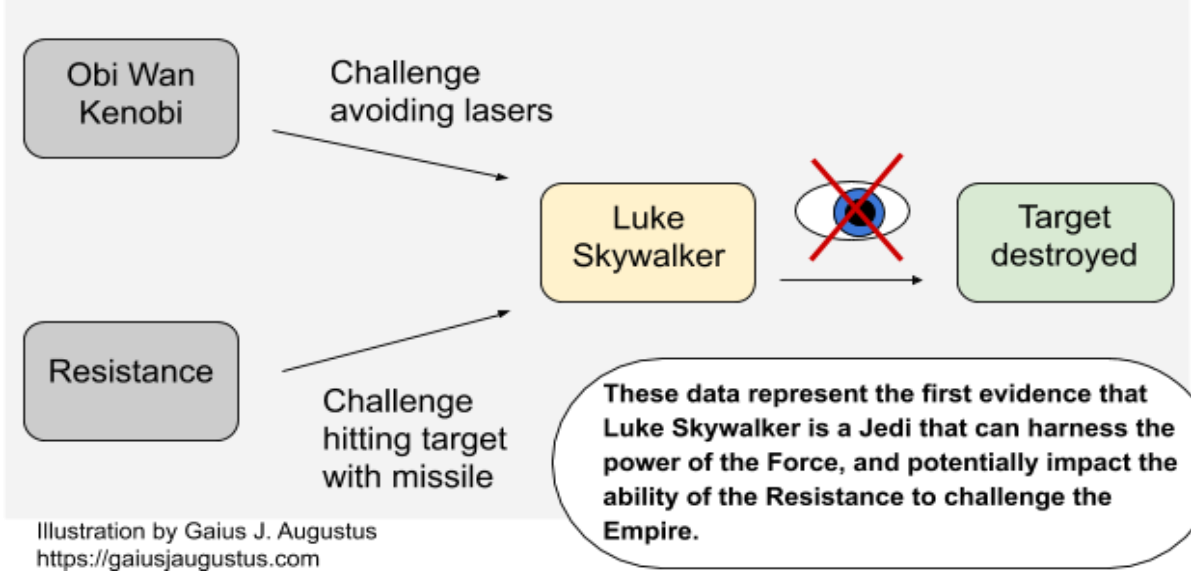 Obi Wan
Kenobi
Challenge
avoiding lasers
Luke
Skywalker
Target
destroyed
Resistance
Challenge
hitting target
with missile
These data represent the first evidence that
Luke Skywalker is a Jedi that can harness the
power of the Force, and potentially impact the
ability of the Resistance to challenge the
Empire.
Illustration by Gaius J. Augustus
https://gaiusjaugustus.com